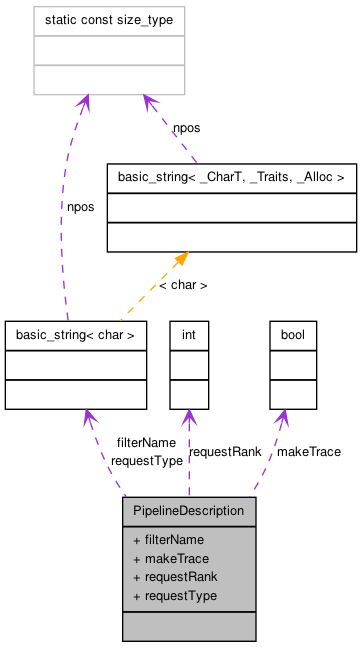 static const size_type
npos
basic_string< _CharT, _Traits, _Alloc >
npos
< char >
basic_string< char >
int
bool
filterName
requestType
requestRank
makeTrace
PipelineDescription
+ filterName
+ makeTrace
+ requestRank
+ requestType